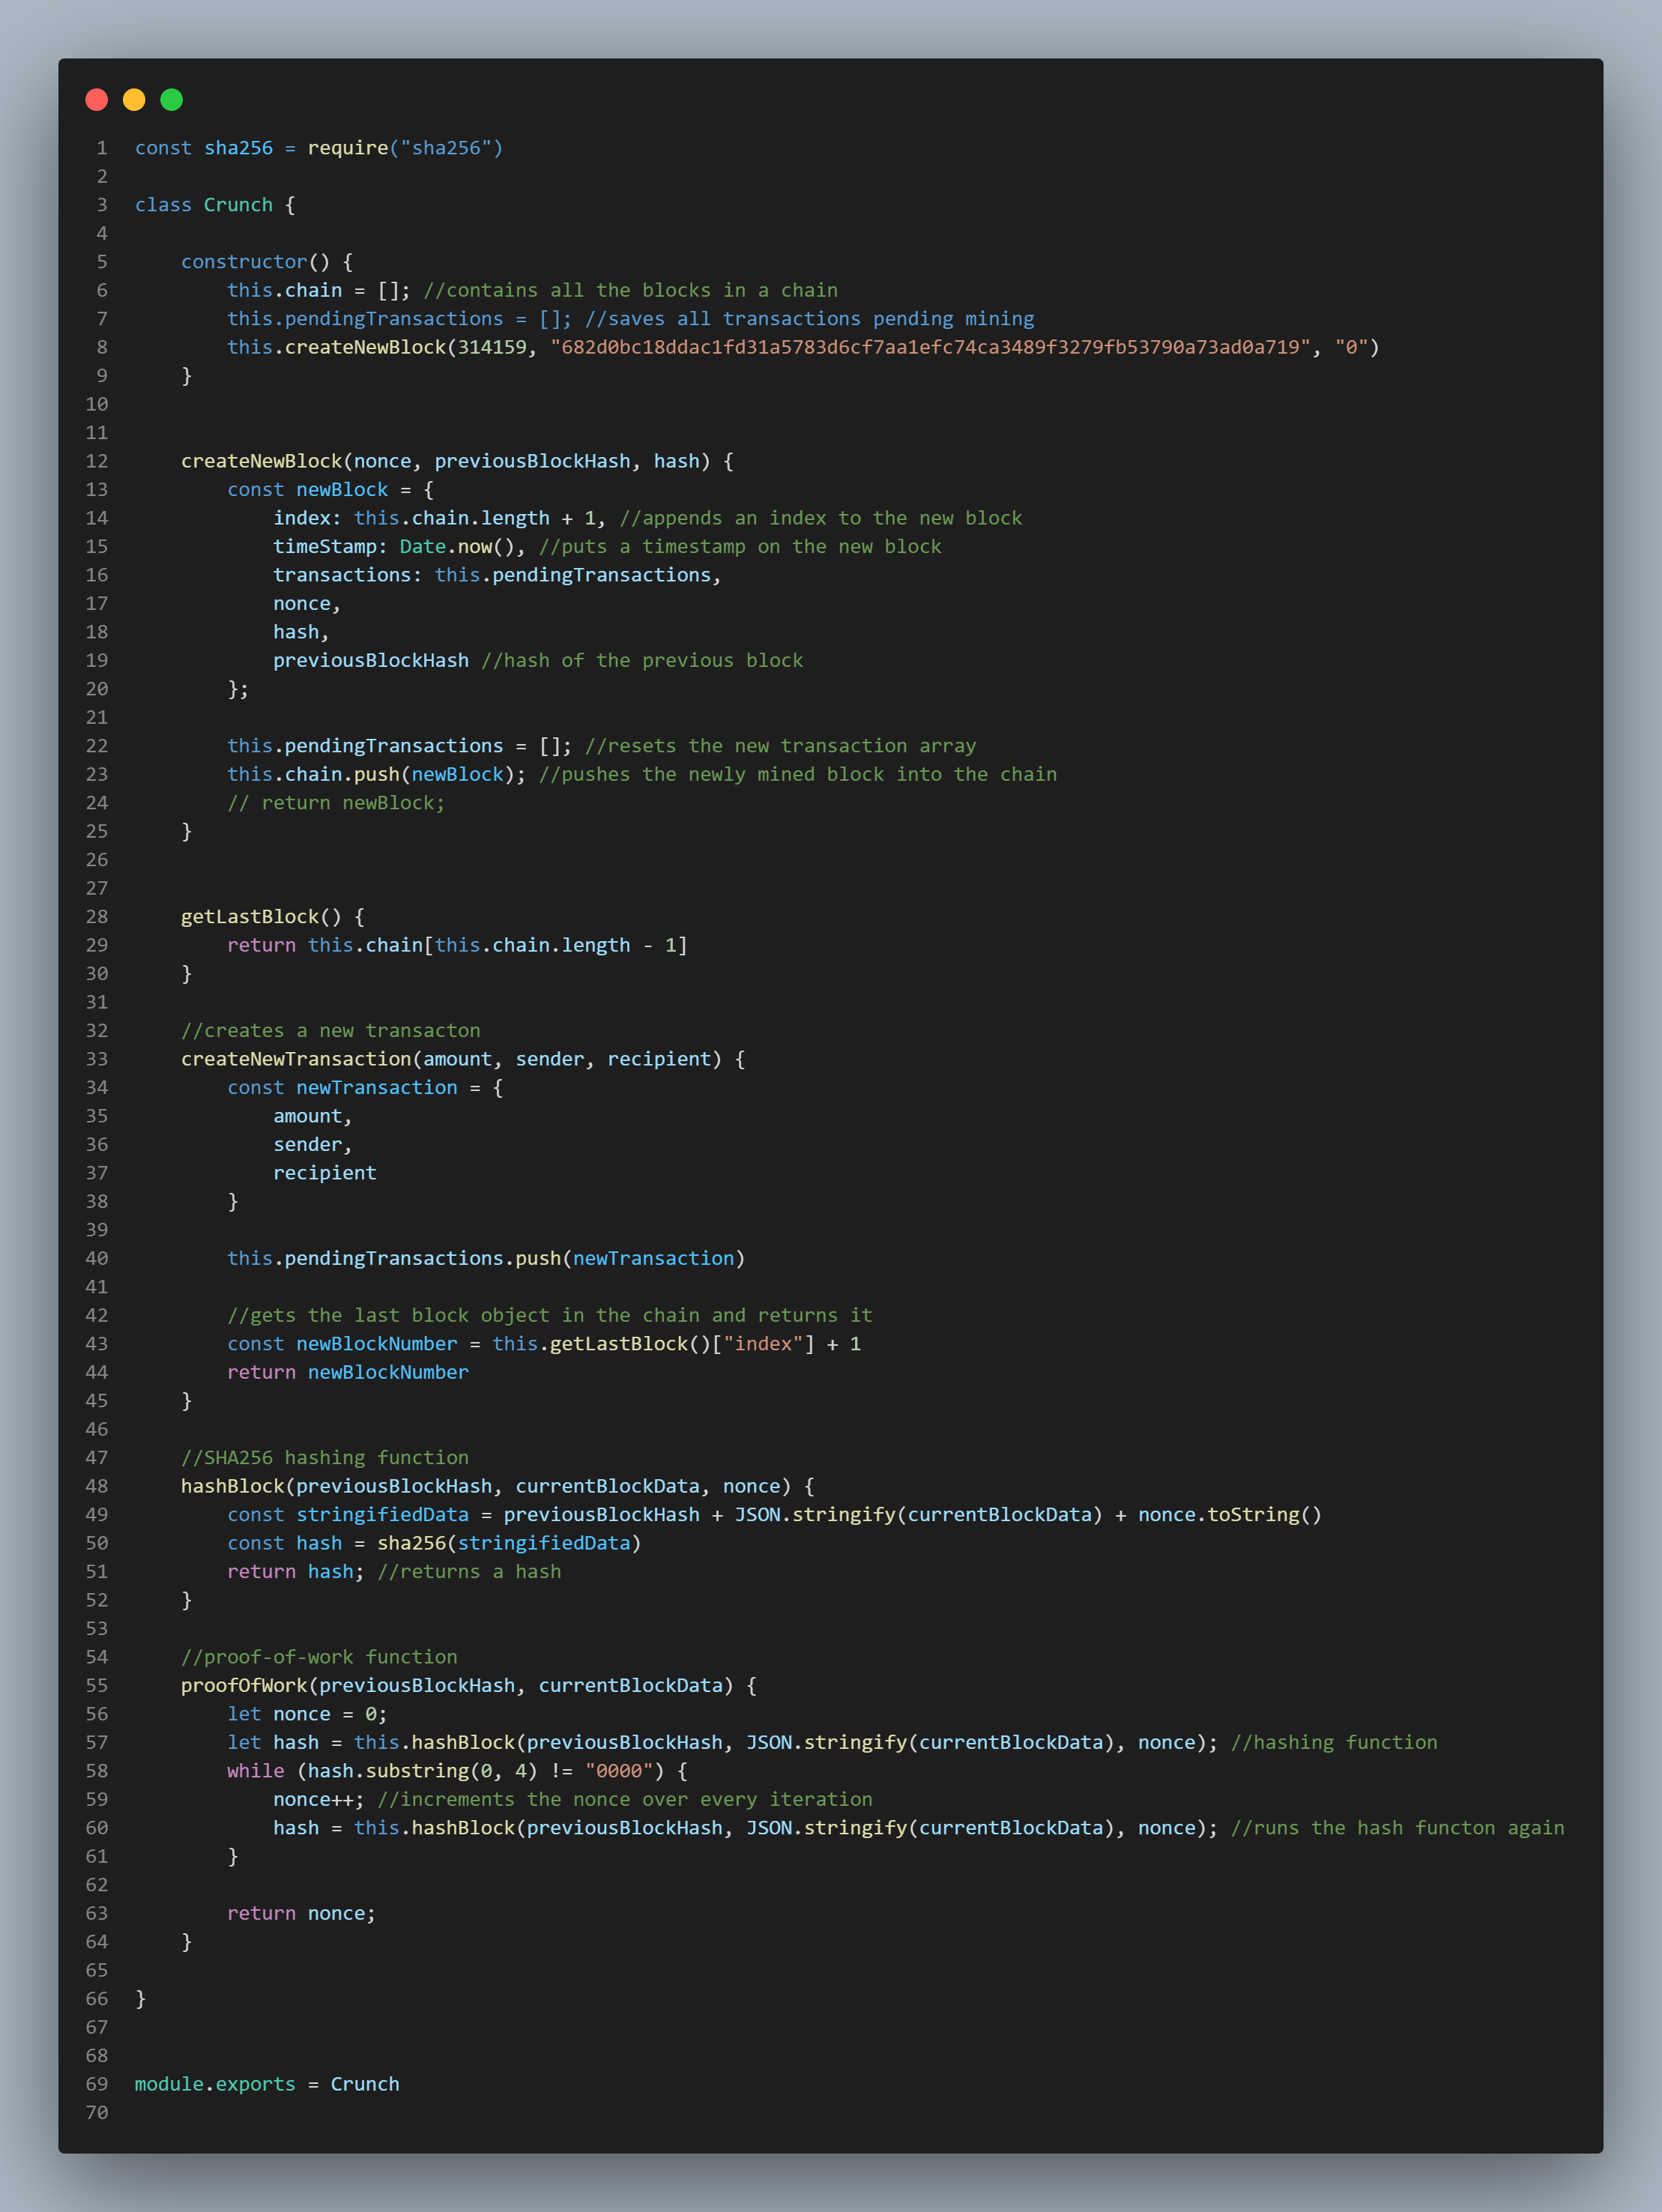 1 const sha256 = require("sha256")
2
3 class Crunch {
4
5     constructor() {
6         this.chain = []; //contains all the blocks in a chain
7         this.pendingTransactions = []; //saves all transactions pending mining
8         this.createNewBlock(314159, "682d0bc18ddac1fd31a5783d6cf7aa1efc74ca3489f3279fb53790a73ad0a719", "0")
9     }
10
11
12     createNewBlock(nonce, previousBlockHash, hash) {
13         const newBlock = {
14             index: this.chain.length + 1, //appends an index to the new block
15             timeStamp: Date.now(), //puts a timestamp on the new block
16             transactions: this.pendingTransactions,
17             nonce,
18             hash,
19             previousBlockHash //hash of the previous block
20         };
21
22         this.pendingTransactions = []; //resets the new transaction array
23         this.chain.push(newBlock); //pushes the newly mined block into the chain
24         // return newBlock;
25     }
26
27
28     getLastBlock() {
29         return this.chain[this.chain.length - 1]
30     }
31
32     //creates a new transacton
33     createNewTransaction(amount, sender, recipient) {
34         const newTransaction = {
35             amount,
36             sender,
37             recipient
38         }
39
40         this.pendingTransactions.push(newTransaction)
41
42         //gets the last block object in the chain and returns it
43         const newBlockNumber = this.getLastBlock()["index"] + 1
44         return newBlockNumber
45     }
46
47     //SHA256 hashing function
48     hashBlock(previousBlockHash, currentBlockData, nonce) {
49         const stringifiedData = previousBlockHash + JSON.stringify(currentBlockData) + nonce.toString()
50         const hash = sha256(stringifiedData)
51         return hash; //returns a hash
52     }
53
54     //proof-of-work function
55     proofOfWork(previousBlockHash, currentBlockData) {
56         let nonce = 0;
57         let hash = this.hashBlock(previousBlockHash, JSON.stringify(currentBlockData), nonce); //hashing function
58         while (hash.substring(0, 4) != "0000") {
59             nonce++; //increments the nonce over every iteration
60             hash = this.hashBlock(previousBlockHash, JSON.stringify(currentBlockData), nonce); //runs the hash functon again
61         }
62
63         return nonce;
64     }
65
66 }
67
68
69 module.exports = Crunch
70